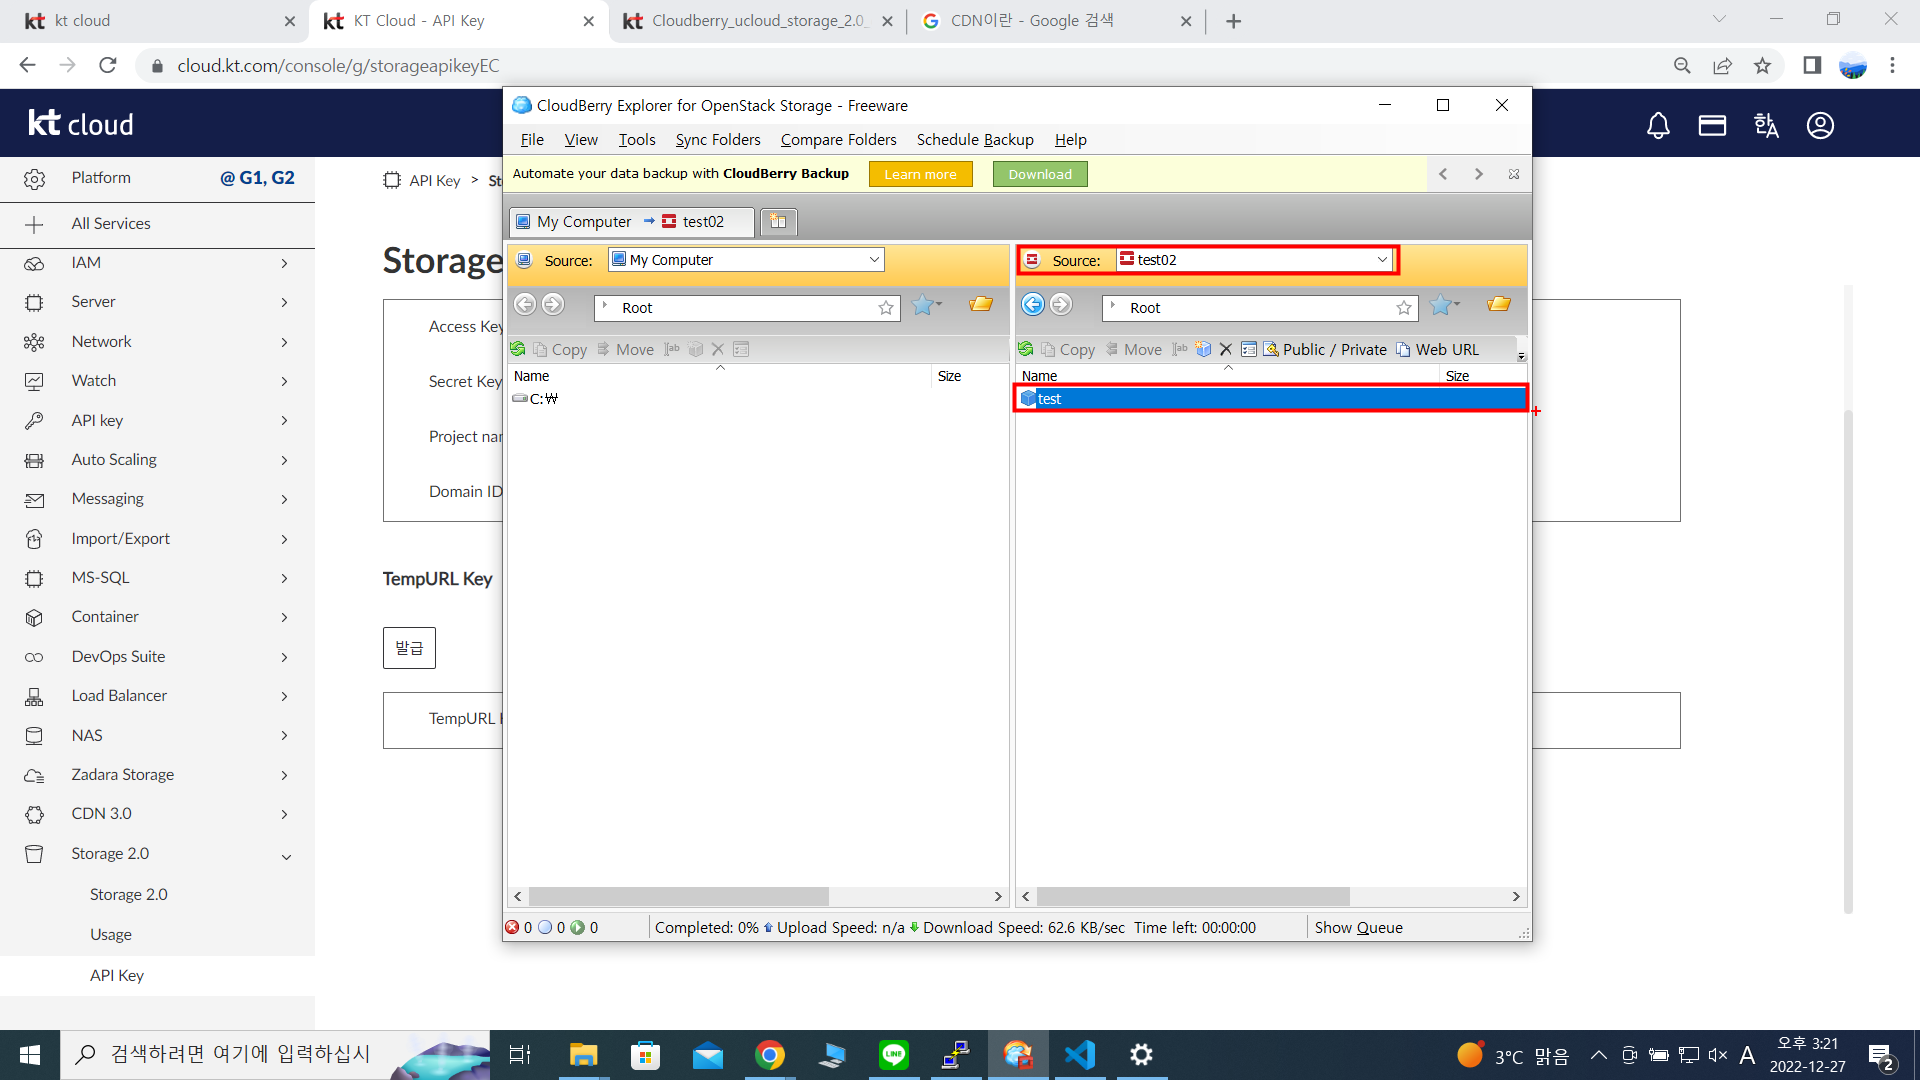 kt cloud
KT Cloud - API Key
Cloudberry_ucloud_storage_2.0_
CDN이란 - Google 검색
cloud.kt.com/console/g/storageapikeyEC
kt cloud
Platform @ G1, G2
All Services
IAM
Server
Network
Watch
API key
Auto Scaling
Messaging
Import/Export
MS-SQL
Container
DevOps Suite
Load Balancer
NAS
Zadara Storage
CDN 3.0
Storage 2.0
Storage 2.0
Usage
API Key
API Key > St
Storage
Access Key
Secret Key
Project nam
Domain ID
TempURL Key
발급
TempURL K
CloudBerry Explorer for OpenStack Storage - Freeware
File View Tools Sync Folders Compare Folders Schedule Backup Help
Automate your data backup with CloudBerry Backup Learn more Download
My Computer → test02
Source: My Computer
Root
Copy Move
Name Size
C:₩
Source: test02
Root
Copy Move Public / Private Web URL
Name Size
test
0 0 0 Completed: 0% Upload Speed: n/a Download Speed: 62.6 KB/sec Time left: 00:00:00 Show Queue
검색하려면 여기에 입력하십시
LINE
3°C 맑음
A
오후 3:21
2022-12-27
2